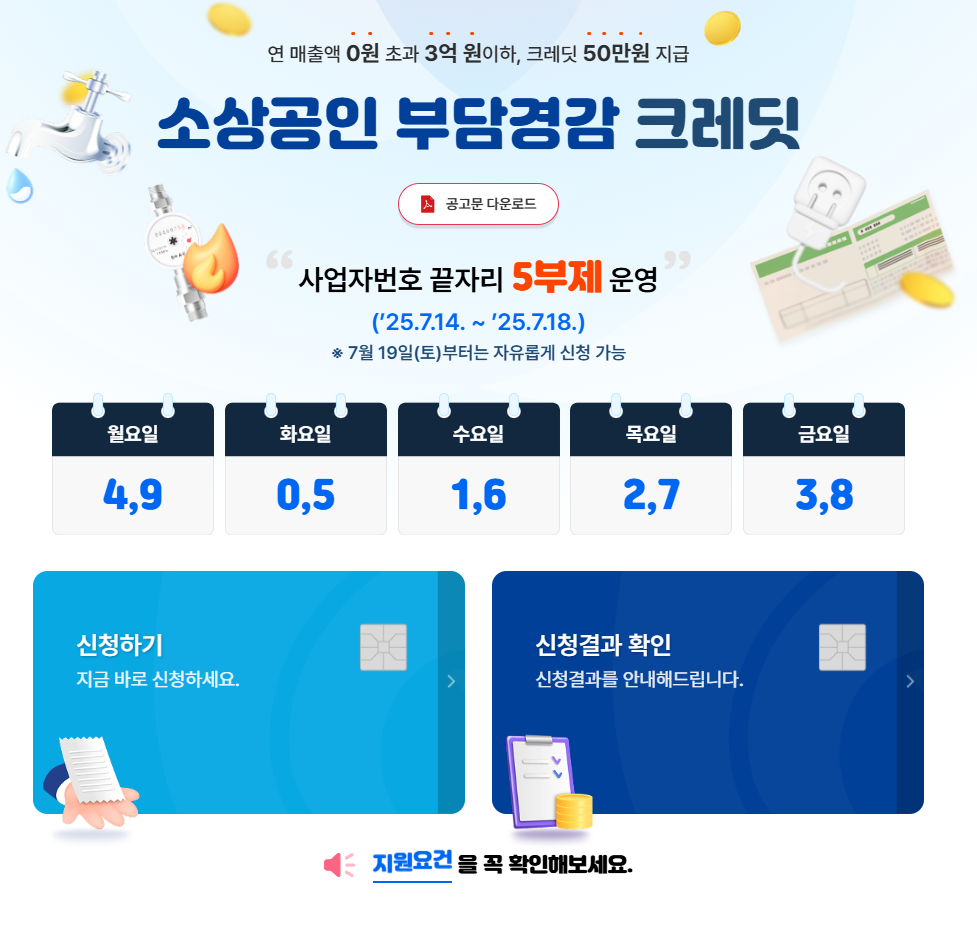 연 매출액 0원 초과 3억 원이하, 크레딧 50만원 지급
소상공인 부담경감 크레딧
공고문 다운로드
“사업자번호 끝자리 5부제 운영”
(’25.7.14. ~ ’25.7.18.)
※ 7월 19일(토)부터는 자유롭게 신청 가능
월요일 화요일 수요일 목요일 금요일
4,9 0,5 1,6 2,7 3,8
신청하기
지금 바로 신청하세요.
신청결과 확인
신청결과를 안내해드립니다.
지원요건 을 꼭 확인해보세요.